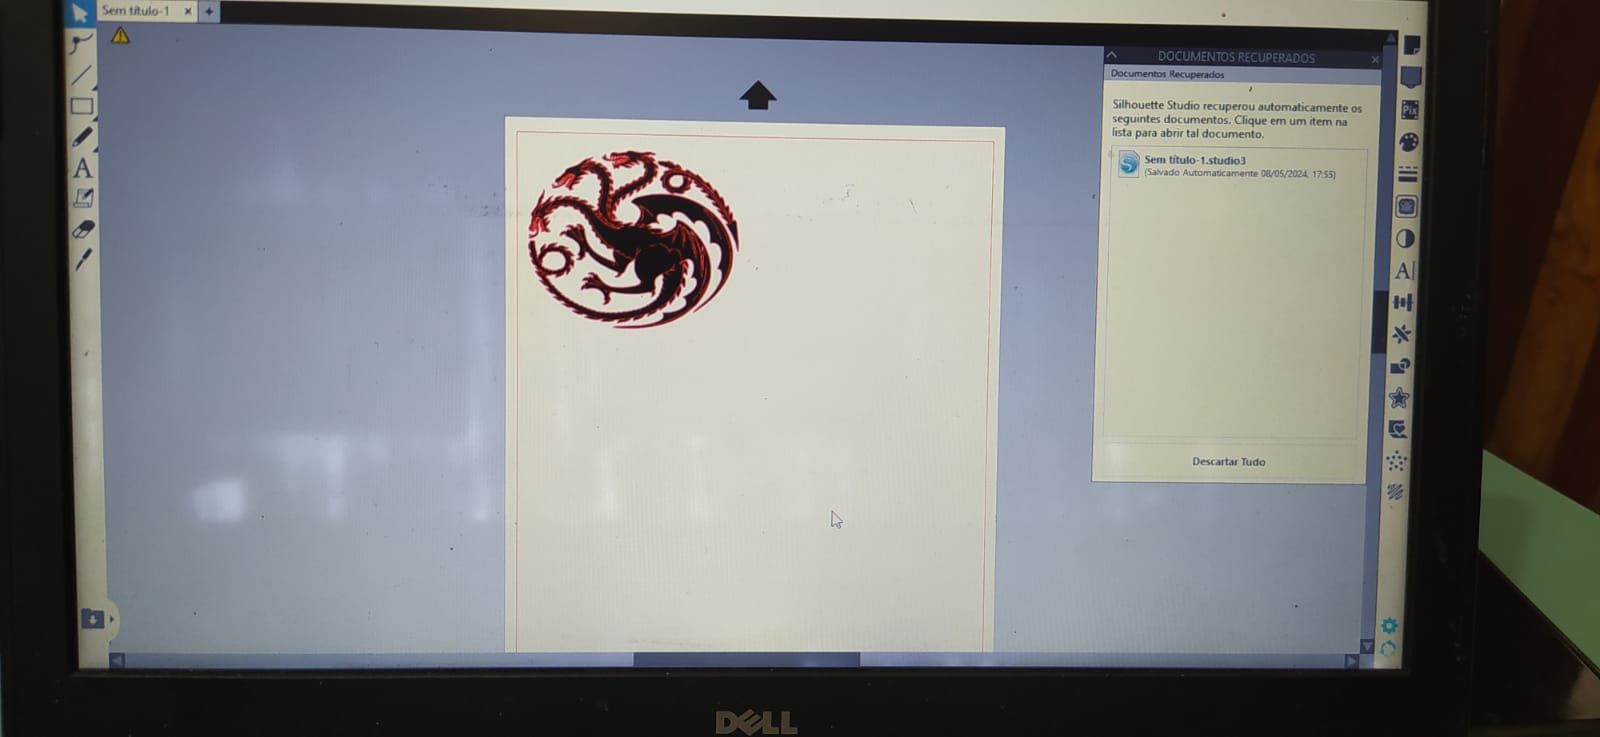 Sem título-1
DOCUMENTOS RECUPERADOS
Documentos Recuperados
Silhouette Studio recuperou automaticamente os
seguintes documentos. Clique em um item na
lista para abrir tal documento.
Sem título-1.studio3
(Salvado Automaticamente 08/05/2024, 17:55)
Descartar Tudo
Pix
A
A
DELL